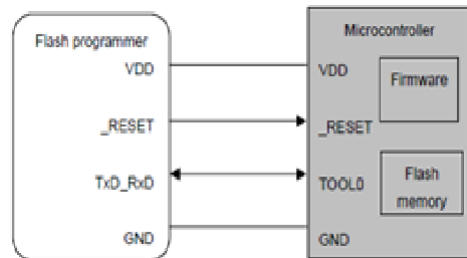 Flash programmer
VDD
_RESET
TxD_RxD
GND
Microcontroller
VDD
Firmware
_RESET
TOOL0
Flash
memory
GND